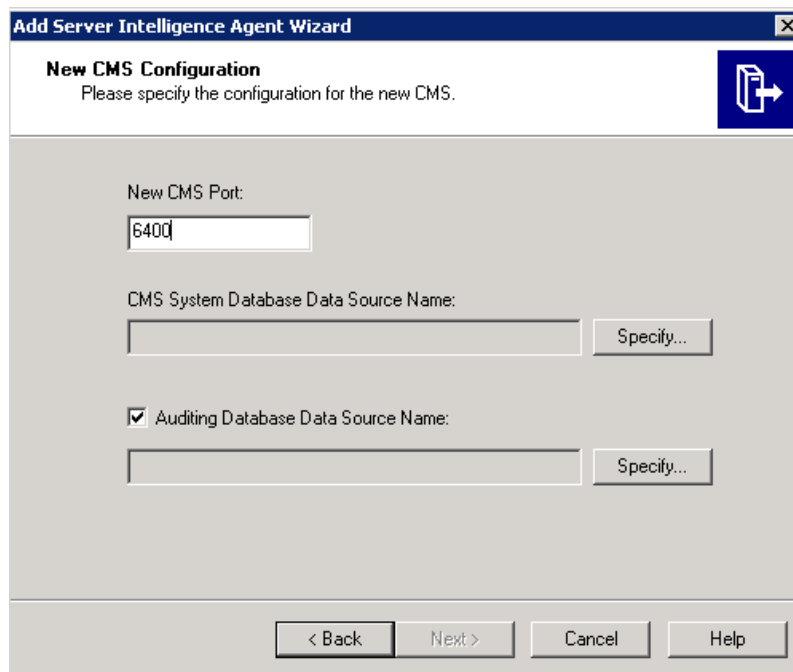 Add Server Intelligence Agent Wizard
New CMS Configuration
Please specify the configuration for the new CMS.
New CMS Port:
6400
CMS System Database Data Source Name:
Specify...
Auditing Database Data Source Name:
Specify...
< Back Next > Cancel Help